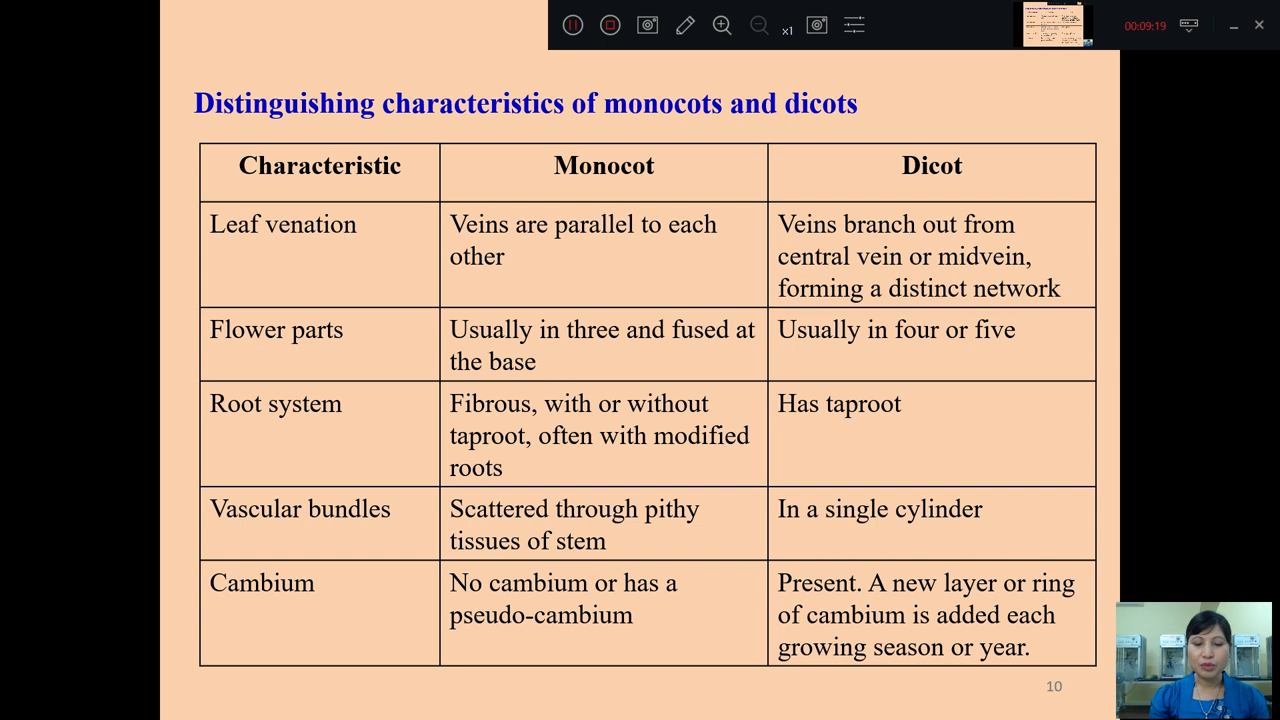 x1
00:09:19
Distinguishing characteristics of monocots and dicots
Characteristic
Monocot
Dicot
Leaf venation
Veins are parallel to each
other
Veins branch out from
central vein or midvein,
forming a distinct network
Flower parts
Usually in three and fused at
the base
Usually in four or five
Root system
Fibrous, with or without
taproot, often with modified
roots
Has taproot
Vascular bundles
Scattered through pithy
tissues of stem
In a single cylinder
Cambium
No cambium or has a
pseudo-cambium
Present. A new layer or ring
of cambium is added each
growing season or year.
10